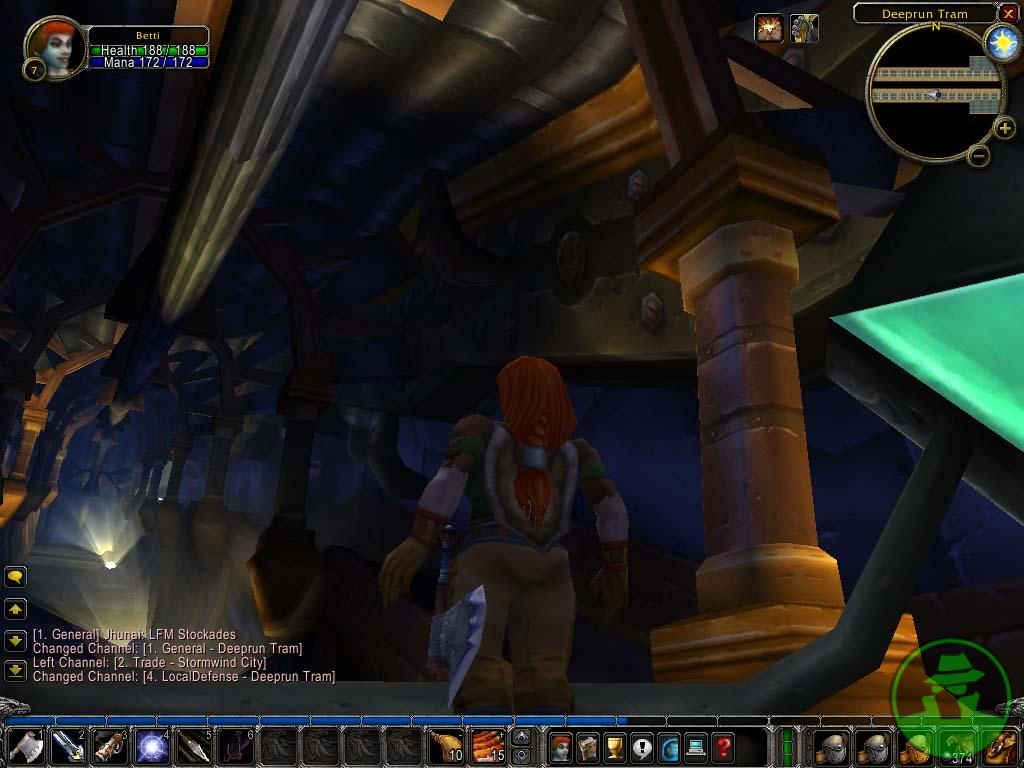 Betti
Health 188 / 188
7
Mana 172 / 172
Deeprun Tram
N
[1. General] Jhunai: LFM Stockades
Changed Channel: [1. General - Deeprun Tram]
Left Channel: [2. Trade - Stormwind City]
Changed Channel: [4. LocalDefense - Deeprun Tram]
1 2 3 4 5 6
10 15 374